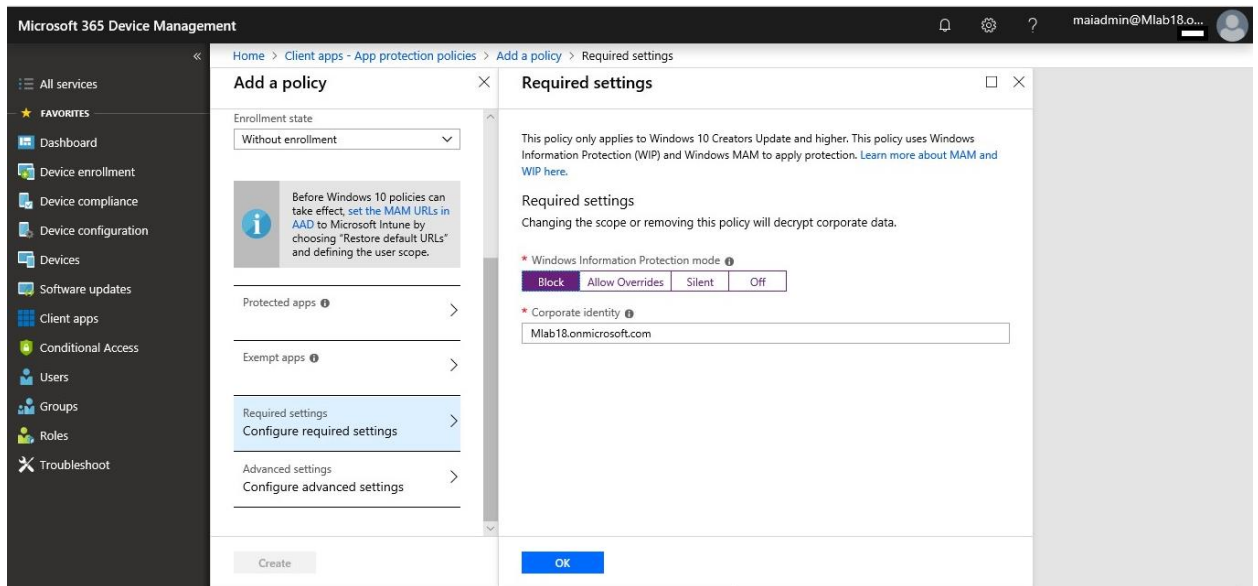 Microsoft 365 Device Management
maiadmin@Mlab18.o...
Home > Client apps - App protection policies > Add a policy > Required settings
All services
FAVORITES
Dashboard
Device enrollment
Device compliance
Device configuration
Devices
Software updates
Client apps
Conditional Access
Users
Groups
Roles
Troubleshoot
Add a policy
Enrollment state
Without enrollment
Before Windows 10 policies can
take effect, set the MAM URLs in
AAD to Microsoft Intune by
choosing "Restore default URLs"
and defining the user scope.
Protected apps
Exempt apps
Required settings
Configure required settings
Advanced settings
Configure advanced settings
Create
Required settings
This policy only applies to Windows 10 Creators Update and higher. This policy uses Windows
Information Protection (WIP) and Windows MAM to apply protection. Learn more about MAM and
WIP here.
Required settings
Changing the scope or removing this policy will decrypt corporate data.
* Windows Information Protection mode
Block Allow Overrides Silent Off
* Corporate identity
Mlab18.onmicrosoft.com
OK